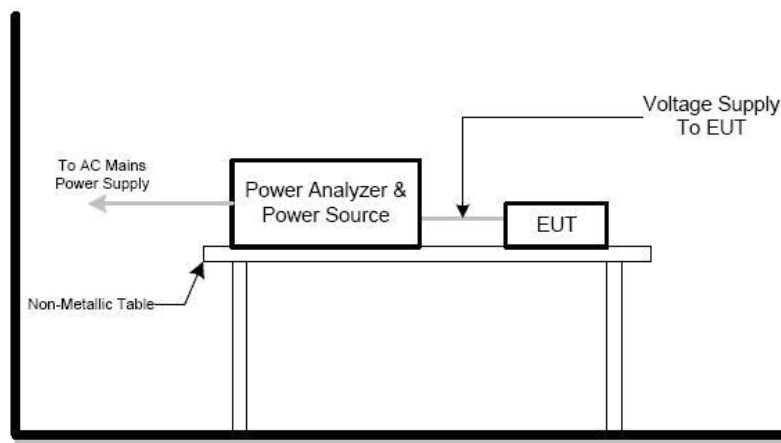 Voltage Supply
To EUT
To AC Mains
Power Supply
Power Analyzer &
Power Source
EUT
Non-Metallic Table